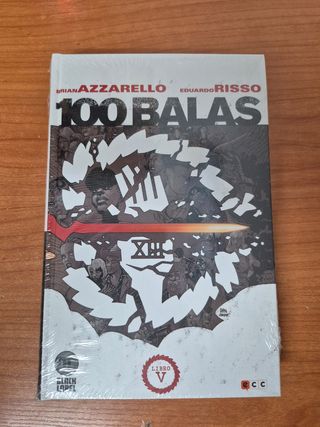 BRIAN AZZARELLO EDUARDO RISSO
100 BALAS
XIII
BLACK LABEL
LIBRO
V
ecc